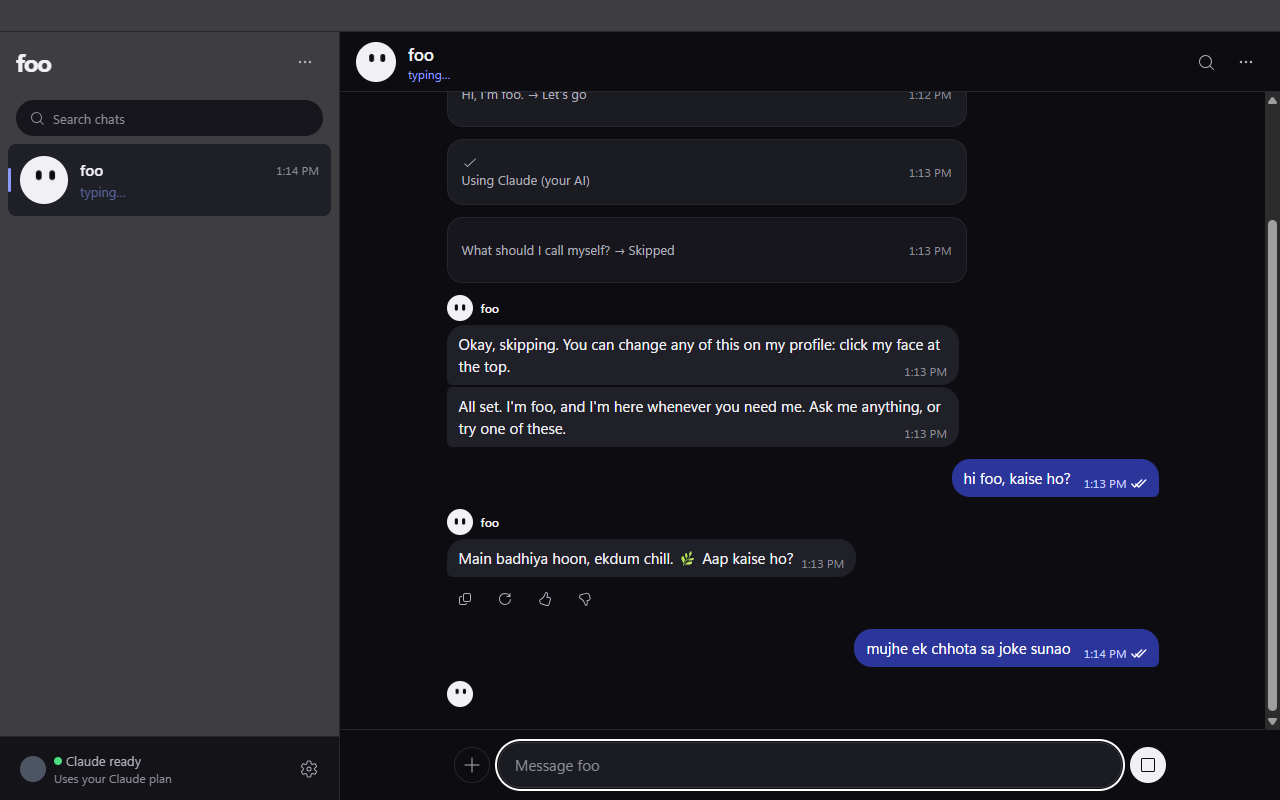 foo
Search chats
foo
1:14 PM
typing...
Claude ready
Uses your Claude plan
foo
typing...
Hi, I'm foo. → Let's go
1:12 PM
Using Claude (your AI)
1:13 PM
What should I call myself? → Skipped
1:13 PM
foo
Okay, skipping. You can change any of this on my profile: click my face at
the top.
1:13 PM
All set. I'm foo, and I'm here whenever you need me. Ask me anything, or
try one of these.
1:13 PM
hi foo, kaise ho?
1:13 PM
foo
Main badhiya hoon, ekdum chill. 🌿 Aap kaise ho?
1:13 PM
mujhe ek chhota sa joke sunao
1:14 PM
Message foo